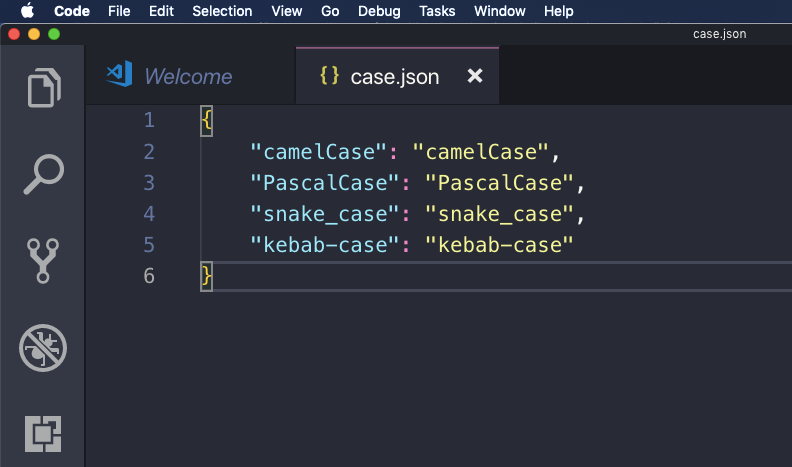 Code File Edit Selection View Go Debug Tasks Window Help
case.json
Welcome {} case.json ×
1 {
2 "camelCase": "camelCase",
3 "PascalCase": "PascalCase",
4 "snake_case": "snake_case",
5 "kebab-case": "kebab-case"
6 }